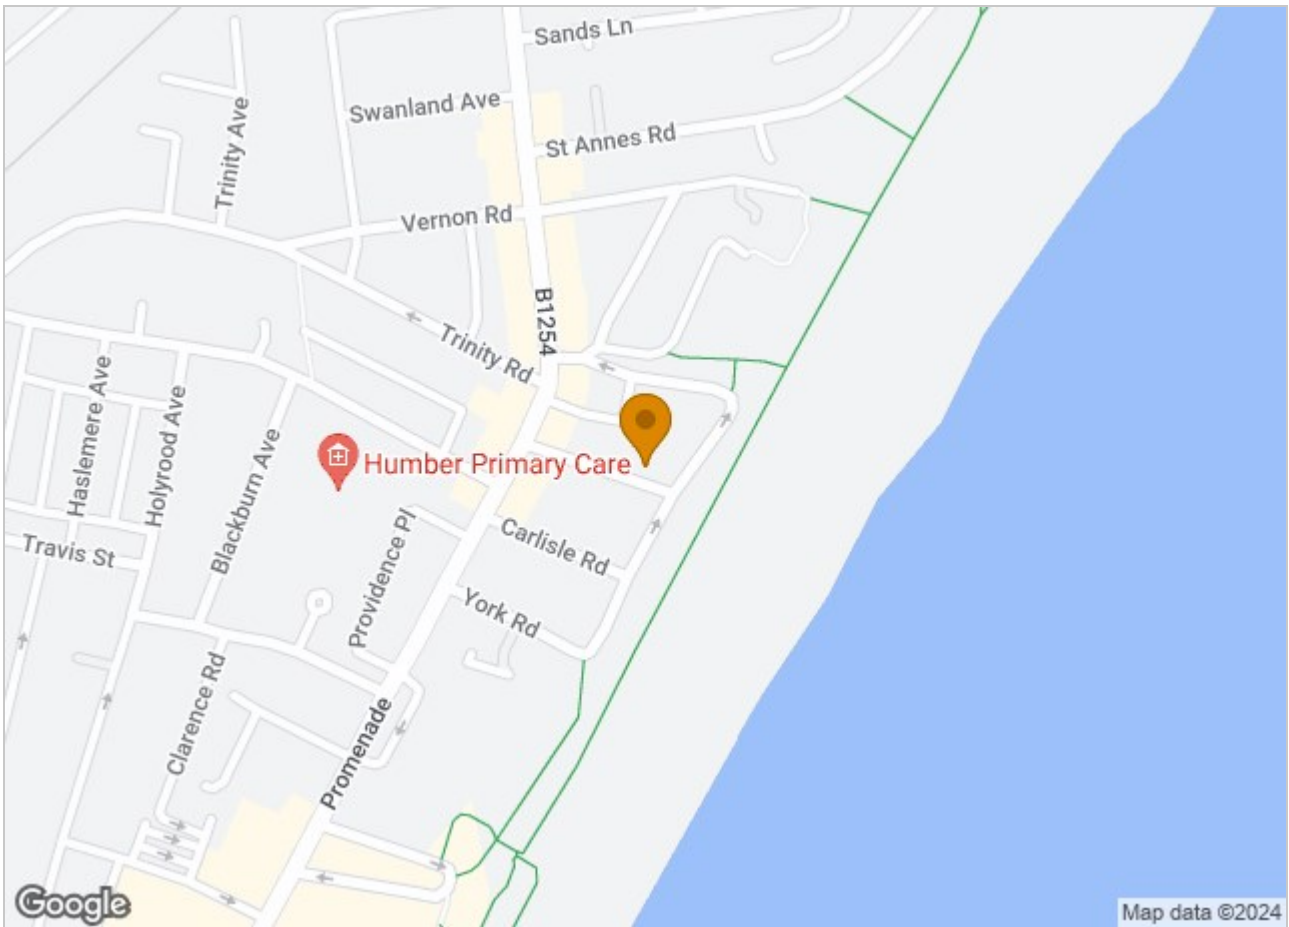 Sands Ln
Swanland Ave
St Annes Rd
Trinity Ave
Vernon Rd
B1254
Trinity Rd
Haslemere Ave
Holyrood Ave
Blackburn Ave
Humber Primary Care
Travis St
Providence Pl
Carlisle Rd
York Rd
Clarence Rd
Promenade
Google
Map data ©2024